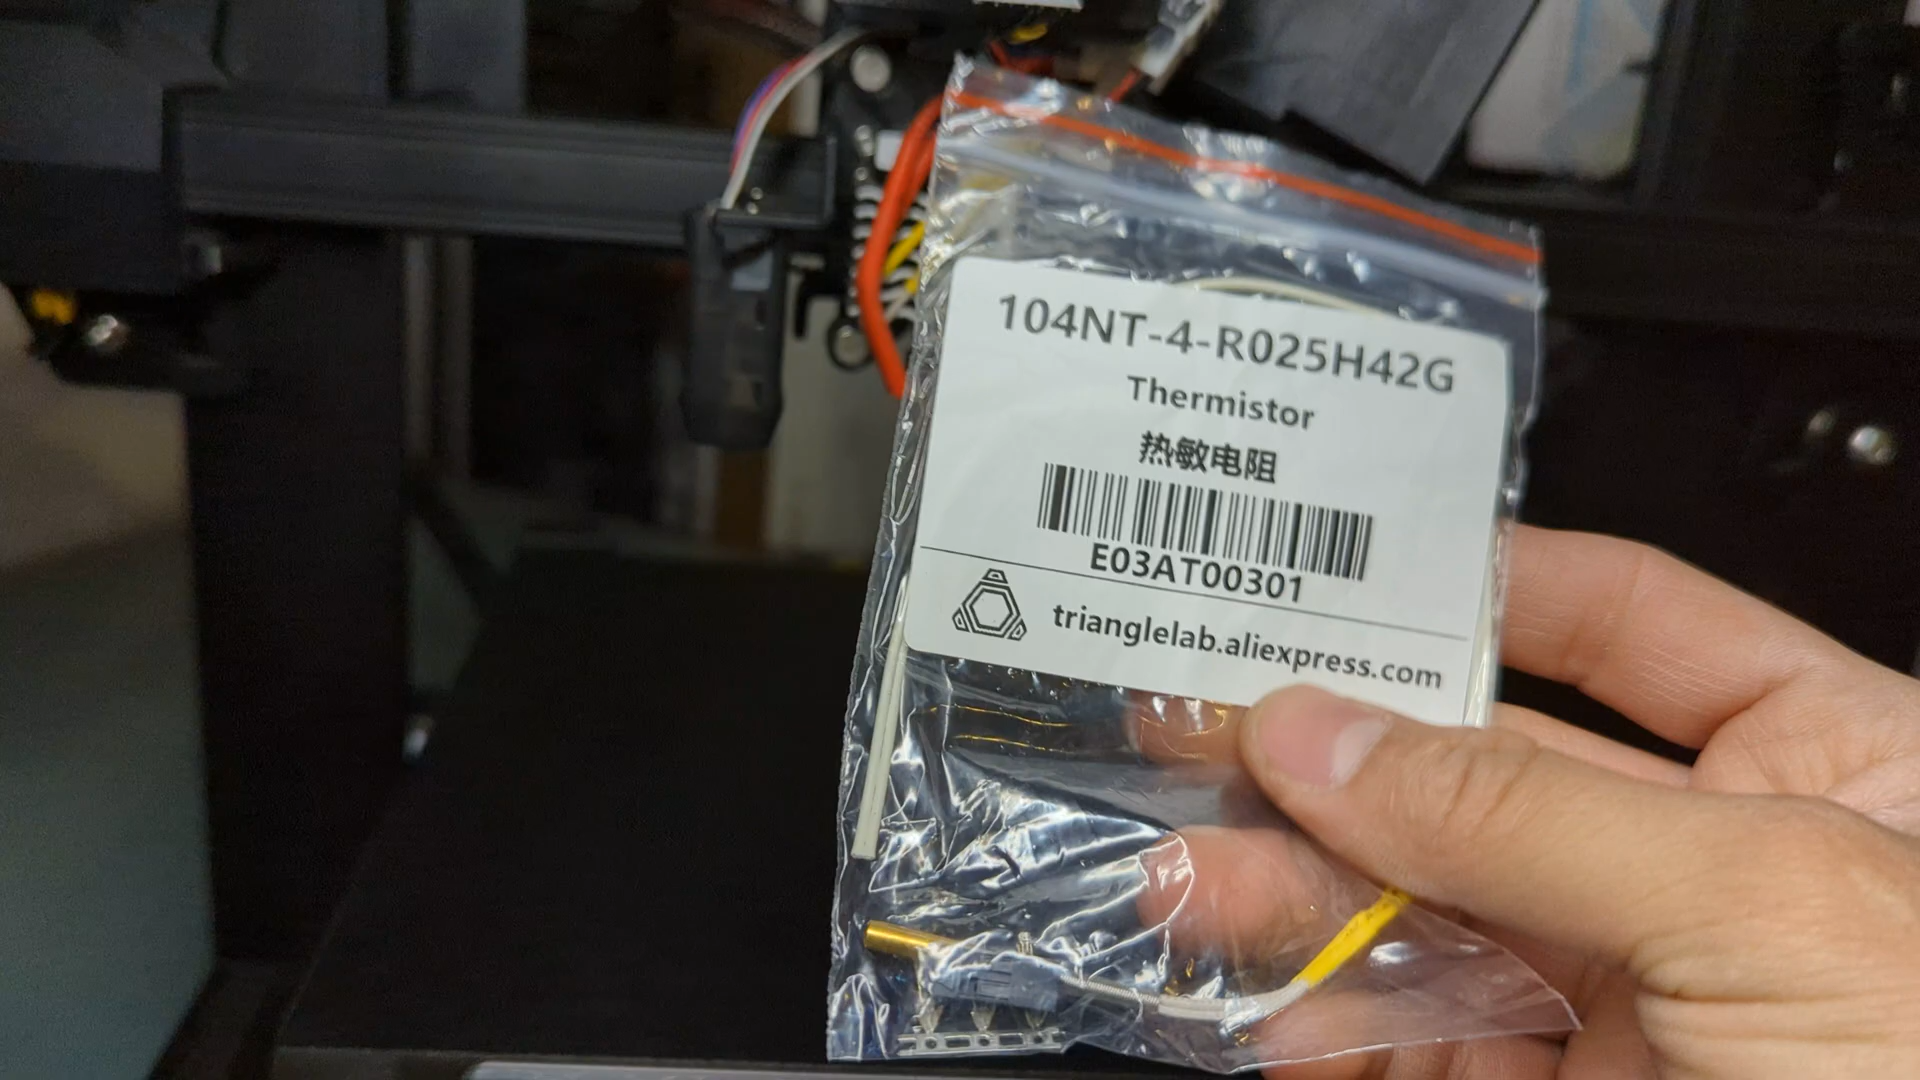 104NT-4-R025H42G
Thermistor
热敏电阻
E03AT00301
trianglelab.aliexpress.com